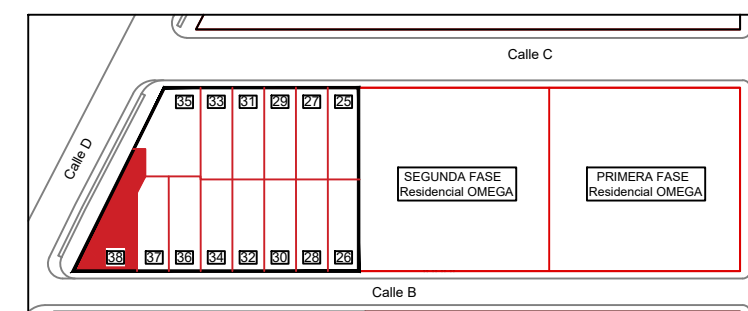 Calle C
35 33 31 29 27 25
Calle D
SEGUNDA FASE
Residencial OMEGA
PRIMERA FASE
Residencial OMEGA
38 37 36 34 32 30 28 26
Calle B